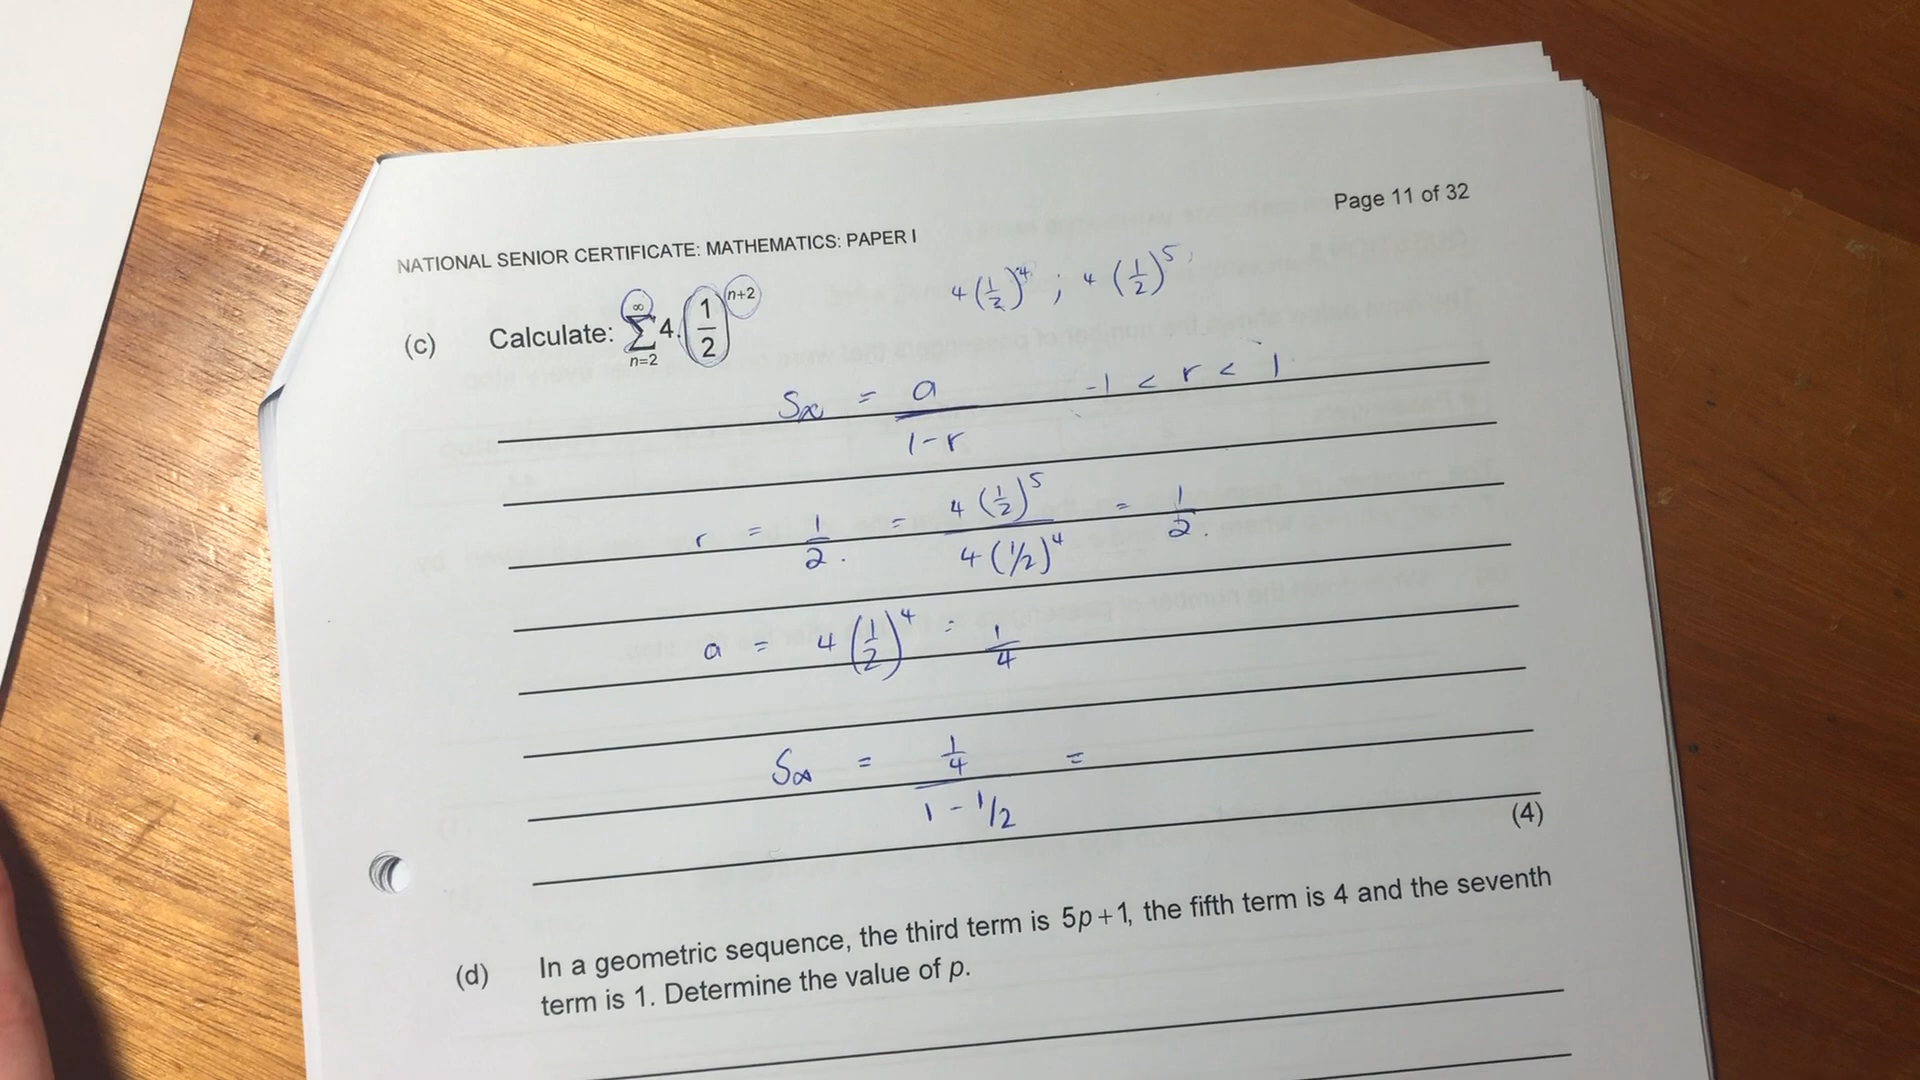 Page 11 of 32
NATIONAL SENIOR CERTIFICATE: MATHEMATICS: PAPER I
4(1/2)^4 ; 4(1/2)^5
(c) Calculate: ∑_{n=2}^{∞} 4.(1/2)^{n+2}
S∞ = a/(1-r) -1 < r < 1
r = 1/2. = 4(1/2)^5/4(1/2)^4 = 1/2.
a = 4(1/2)^4 = 1/4
S∞ = (1/4)/(1 - 1/2) =
(4)
(d) In a geometric sequence, the third term is 5p+1, the fifth term is 4 and the seventh
term is 1. Determine the value of p.